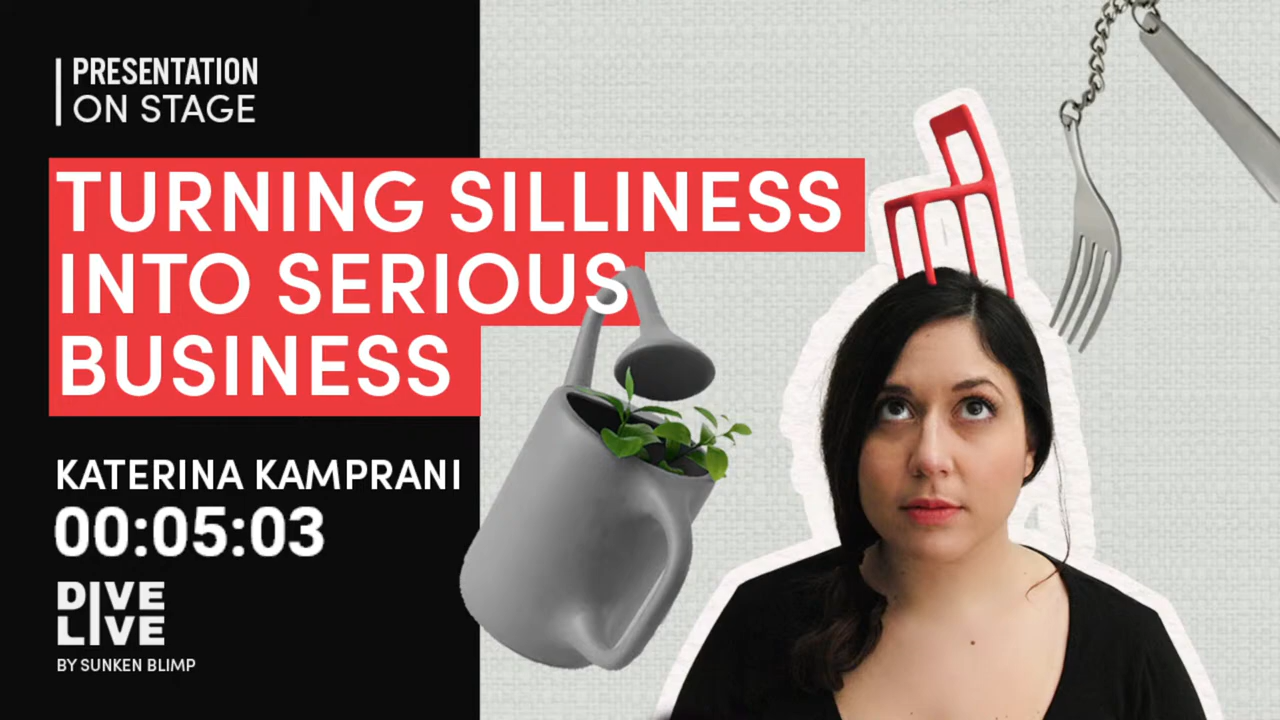 PRESENTATION
ON STAGE
TURNING SILLINESS
INTO SERIOUS
BUSINESS
KATERINA KAMPRANI
00:05:03
DIVE
LIVE
BY SUNKEN BLIMP